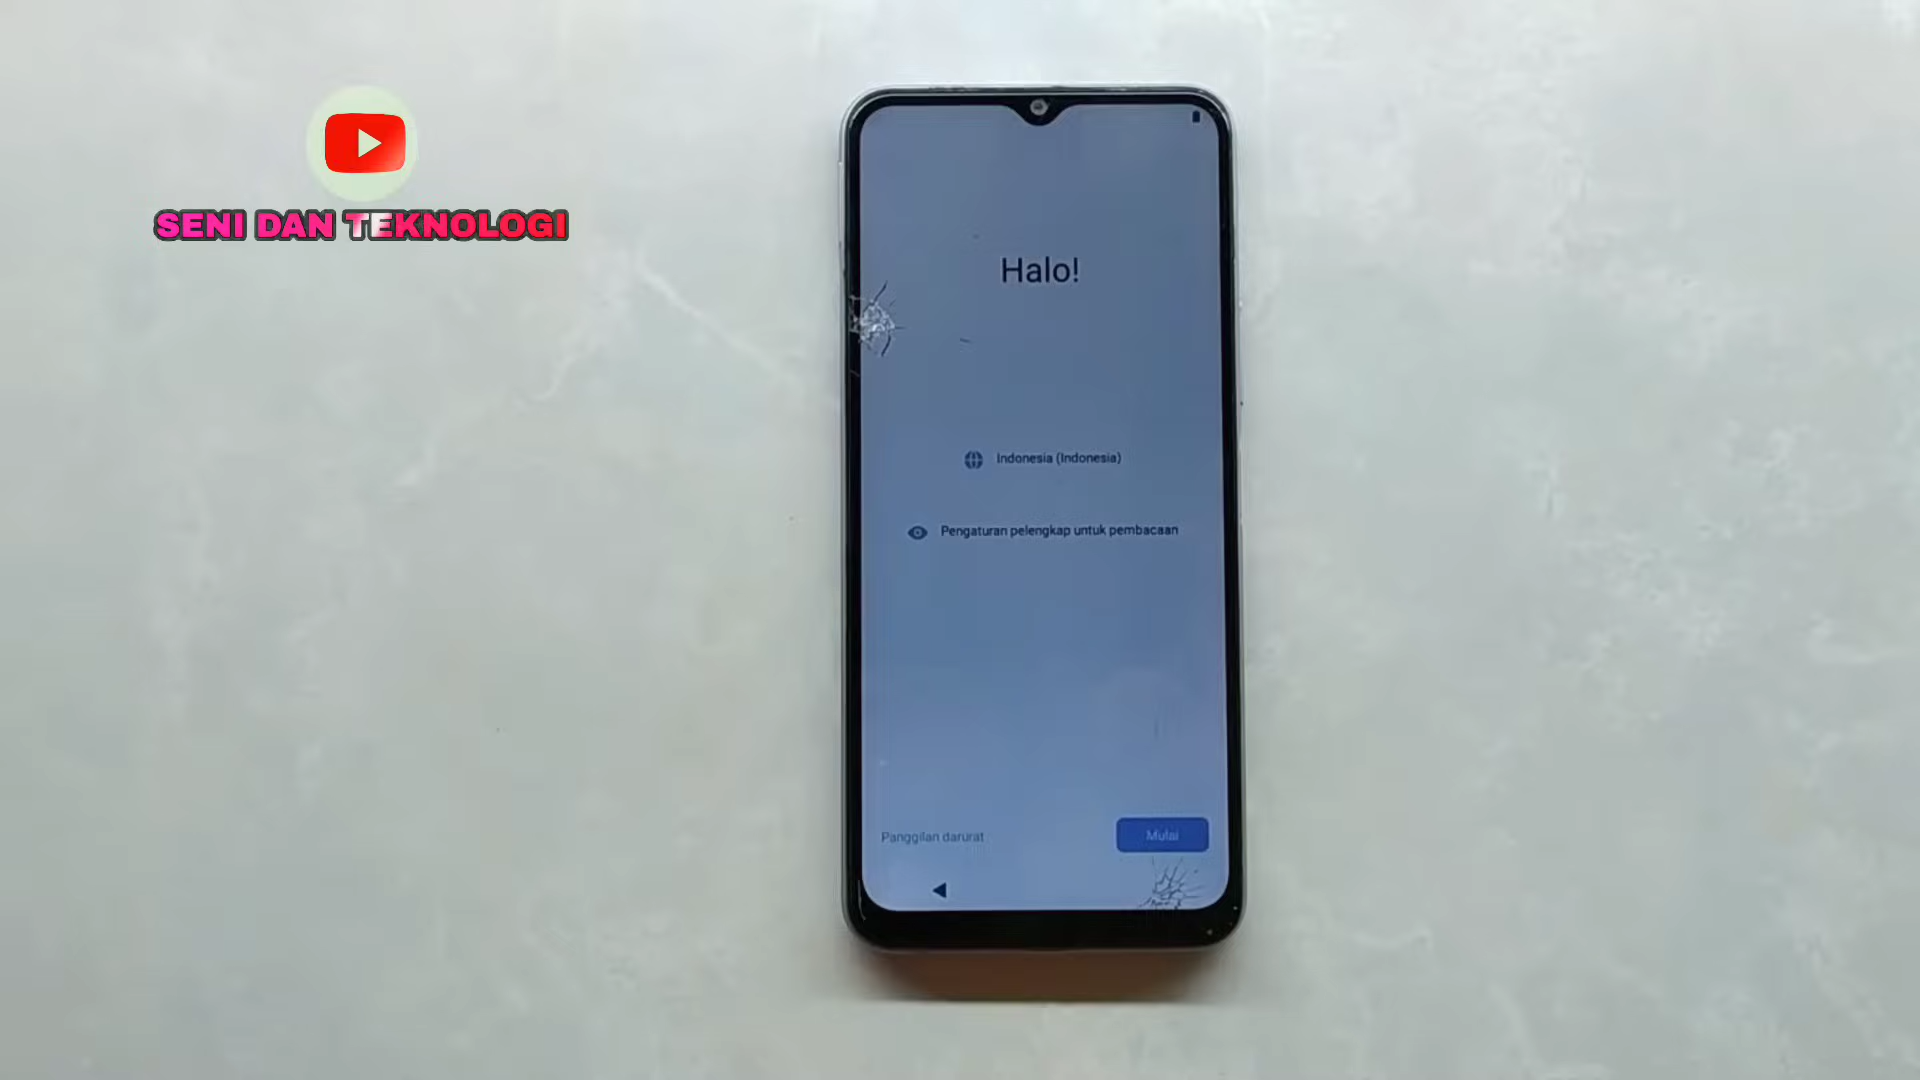 SENI DAN TEKNOLOGI
Halo!
Indonesia (Indonesia)
Pengaturan pelengkap untuk pembacaan
Panggilan darurat
Mulai